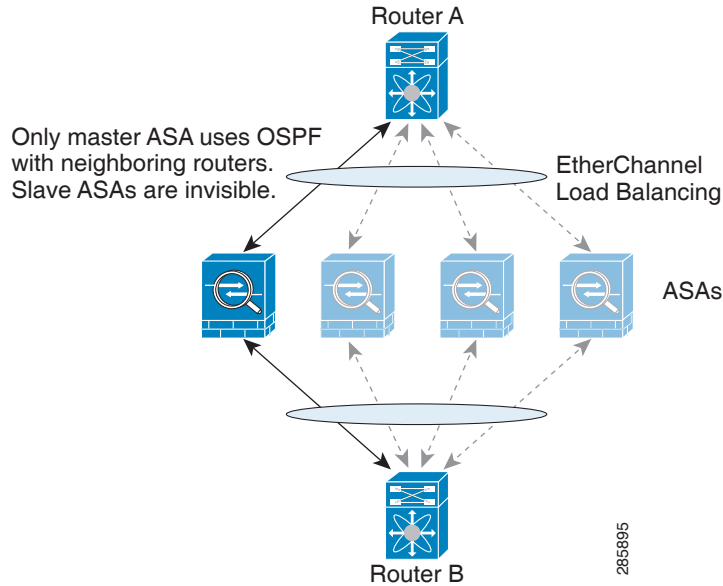 Router A
Only master ASA uses OSPF
with neighboring routers.
Slave ASAs are invisible.
EtherChannel
Load Balancing
ASAs
Router B
285895